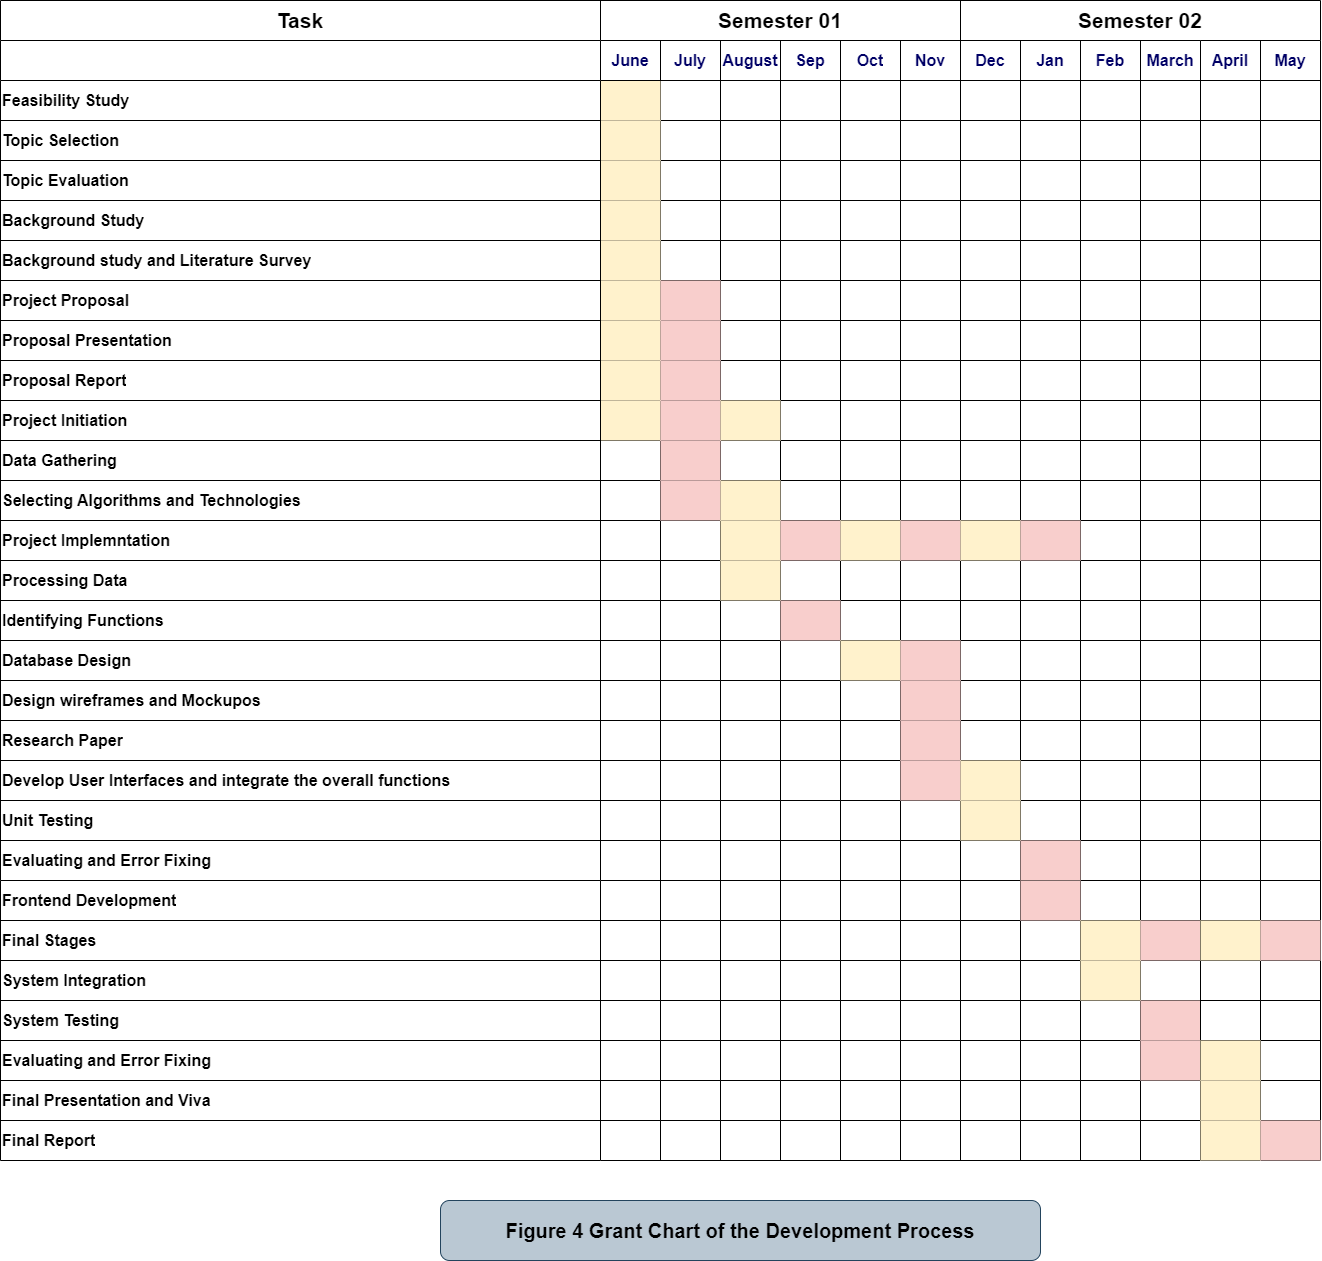 Task Semester 01 Semester 02
June July August Sep Oct Nov Dec Jan Feb March April May
Feasibility Study
Topic Selection
Topic Evaluation
Background Study
Background study and Literature Survey
Project Proposal
Proposal Presentation
Proposal Report
Project Initiation
Data Gathering
Selecting Algorithms and Technologies
Project Implemntation
Processing Data
Identifying Functions
Database Design
Design wireframes and Mockupos
Research Paper
Develop User Interfaces and integrate the overall functions
Unit Testing
Evaluating and Error Fixing
Frontend Development
Final Stages
System Integration
System Testing
Evaluating and Error Fixing
Final Presentation and Viva
Final Report
Figure 4 Grant Chart of the Development Process